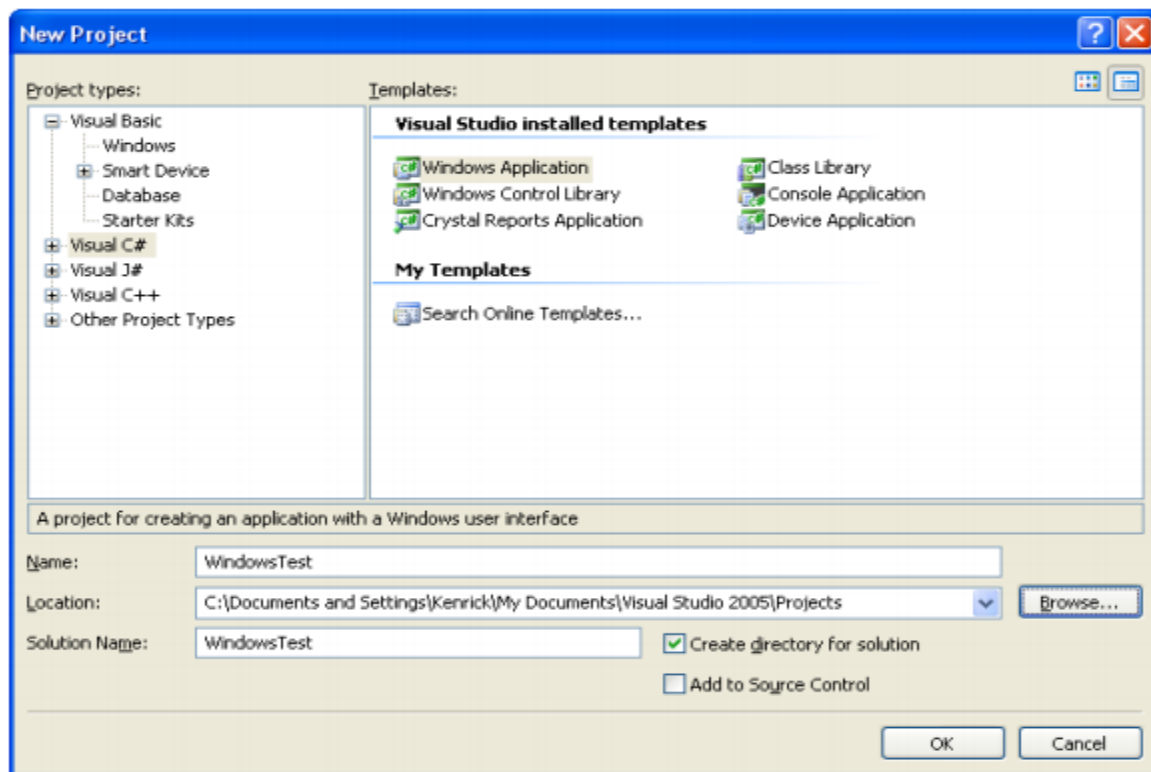 New Project
Project types:
Templates:
Visual Basic
Windows
Smart Device
Database
Starter Kits
Visual C#
Visual J#
Visual C++
Other Project Types
Visual Studio installed templates
Windows Application
Class Library
Windows Control Library
Console Application
Crystal Reports Application
Device Application
My Templates
Search Online Templates...
A project for creating an application with a Windows user interface
Name: WindowsTest
Location: C:\Documents and Settings\Kenrick\My Documents\Visual Studio 2005\Projects Browse...
Solution Name: WindowsTest Create directory for solution
Add to Source Control
OK Cancel